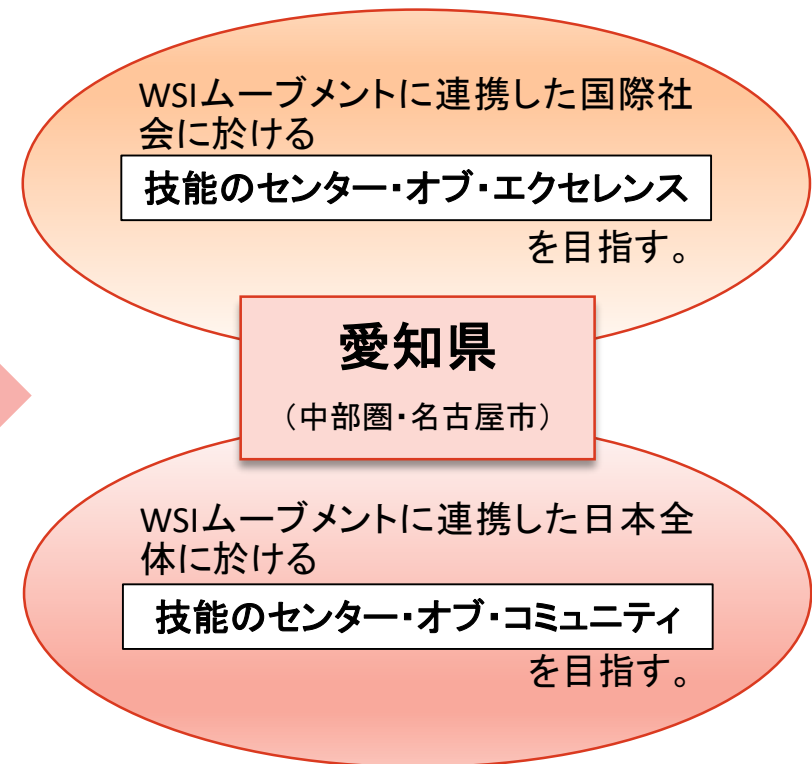 WSIムーブメントに連携した国際社
会に於ける
技能のセンター・オブ・エクセレンス
を目指す。
愛知県
（中部圏・名古屋市）
WSIムーブメントに連携した日本全
体に於ける
技能のセンター・オブ・コミュニティ
を目指す。